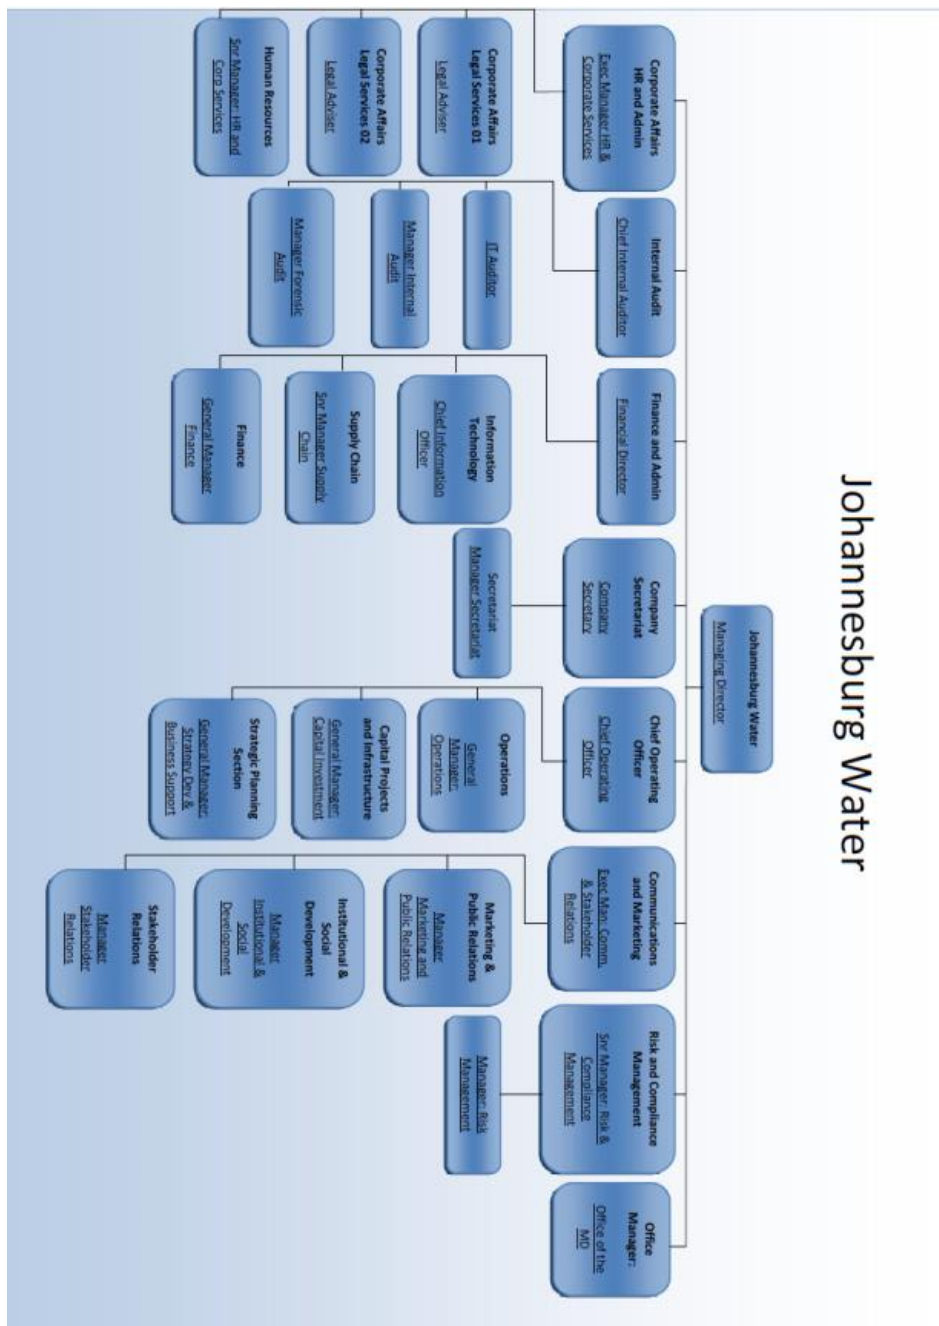 Johannesburg Water
Johannesburg Water
Managing Director
Corporate Affairs
HR and Admin
Exec Manager HR &
Corporate Services
Internal Audit
Chief Internal Auditor
Finance and Admin
Financial Director
Company
Secretariat
Company
Secretary
Chief Operating
Officer
Chief Operating
Officer
Communications
and Marketing
Exec Man: Comm.
& Stakeholder
Relations
Risk and Compliance
Management
Snr Manager: Risk &
Compliance
Management
Office
Manager:
Office of the
MD
Corporate Affairs
Legal Services 01
Legal Adviser
Corporate Affairs
Legal Services 02
Legal Adviser
Human Resources
Snr Manager: HR and
Corp Services
IT Auditor
Manager Internal
Audit
Manager Forensic
Audit
Information
Technology
Chief Information
Officer
Supply Chain
Snr Manager Supply
Chain
Finance
General Manager
Finance
Secretariat
Manager Secretariat
Operations
General
Manager:
Operations
Capital Projects
and Infrastructure
General Manager:
Capital Investment
Strategic Planning
Section
General Manager:
Strategy Dev &
Business Support
Marketing &
Public Relations
Manager
Marketing and
Public Relations
Institutional &
Social
Development
Manager
Institutional &
Social
Development
Stakeholder
Relations
Manager
Stakeholder
Relations
Manager: Risk
Management